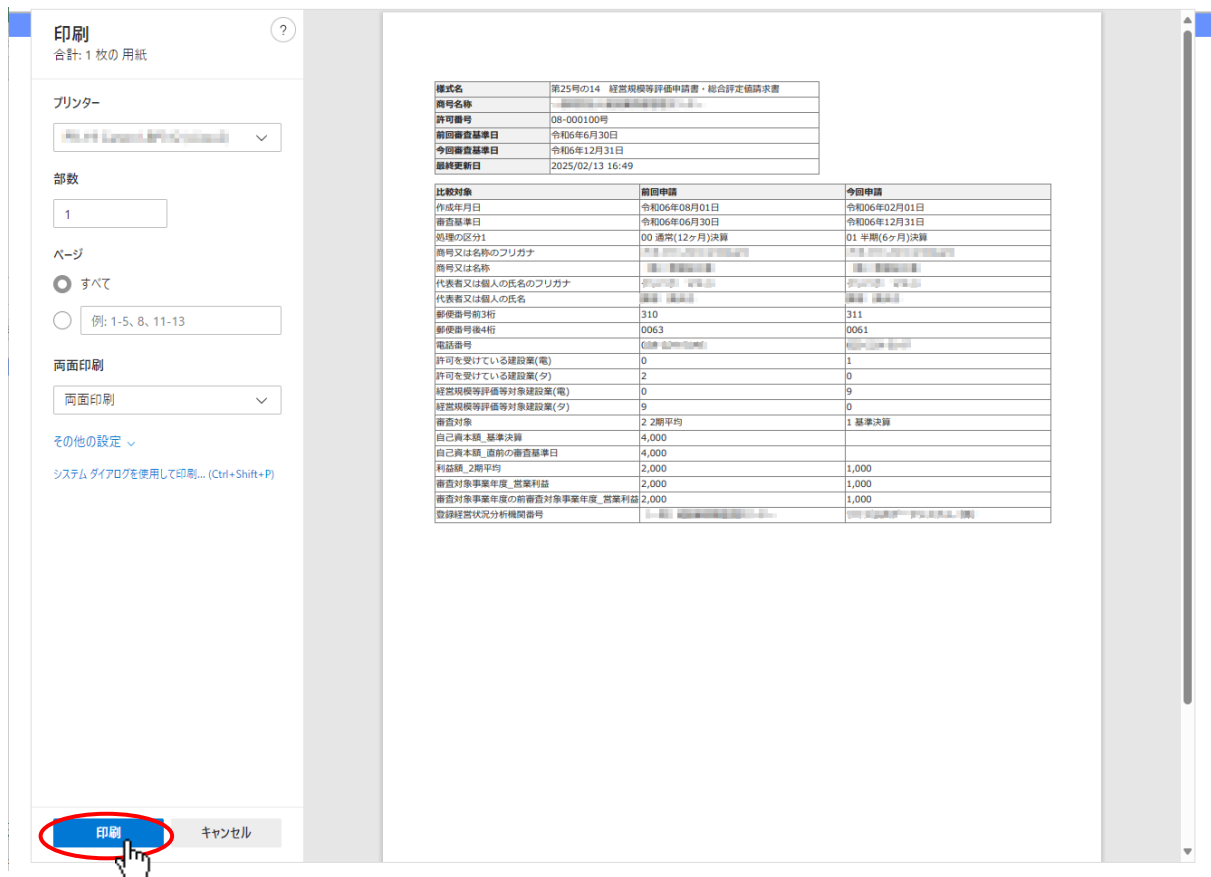 印刷
?
合計: 1 枚の 用紙
プリンター
部数
1
ページ
すべて
例: 1-5、8、11-13
両面印刷
両面印刷
その他の設定
システム ダイアログを使用して印刷... (Ctrl+Shift+P)
印刷
キャンセル
様式名 第25号の14 経営規模等評価申請書・総合評定値請求書
商号名称
許可番号 08-000100号
前回審査基準日 令和6年6月30日
今回審査基準日 令和6年12月31日
最終更新日 2025/02/13 16:49
比較対象 前回申請 今回申請
作成年月日 令和06年08月01日 令和06年02月01日
審査基準日 令和06年06月30日 令和06年12月31日
処理の区分1 00 通常(12ヶ月)決算 01 半期(6ヶ月)決算
商号又は名称のフリガナ
商号又は名称
代表者又は個人の氏名のフリガナ
代表者又は個人の氏名
郵便番号前3桁 310 311
郵便番号後4桁 0063 0061
電話番号
許可を受けている建設業(電) 0 1
許可を受けている建設業(タ) 2 0
経営規模等評価等対象建設業(電) 0 9
経営規模等評価等対象建設業(タ) 9 0
審査対象 2 2期平均 1 基準決算
自己資本額_基準決算 4,000
自己資本額_直前の審査基準日 4,000
利益額_2期平均 2,000 1,000
審査対象事業年度_営業利益 2,000 1,000
審査対象事業年度の前審査対象事業年度_営業利益 2,000 1,000
登録経営状況分析機関番号